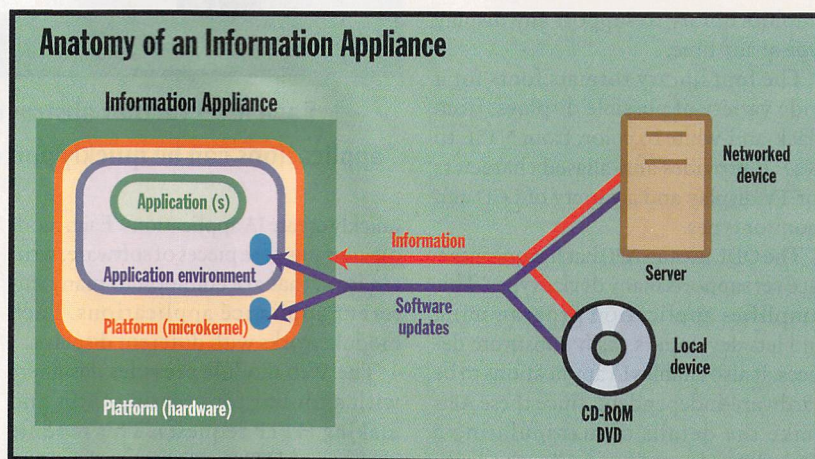 Anatomy of an Information Appliance
Information Appliance
Application (s)
Application environment
Platform (microkernel)
Platform (hardware)
Information
Software
updates
Networked
device
Server
Local
device
CD-ROM
DVD